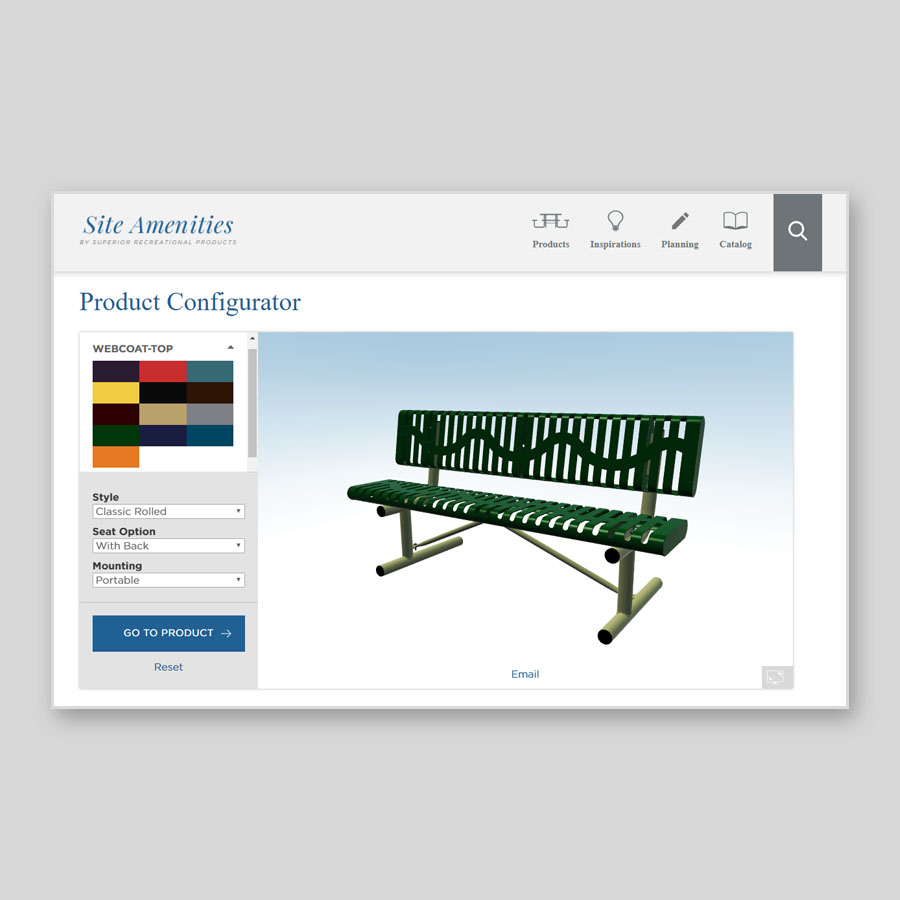 Site Amenities
BY SUPERIOR RECREATIONAL PRODUCTS
Products
Inspirations
Planning
Catalog
Product Configurator
WEBCOAT-TOP
Style
Classic Rolled
Seat Option
With Back
Mounting
Portable
GO TO PRODUCT
Reset
Email